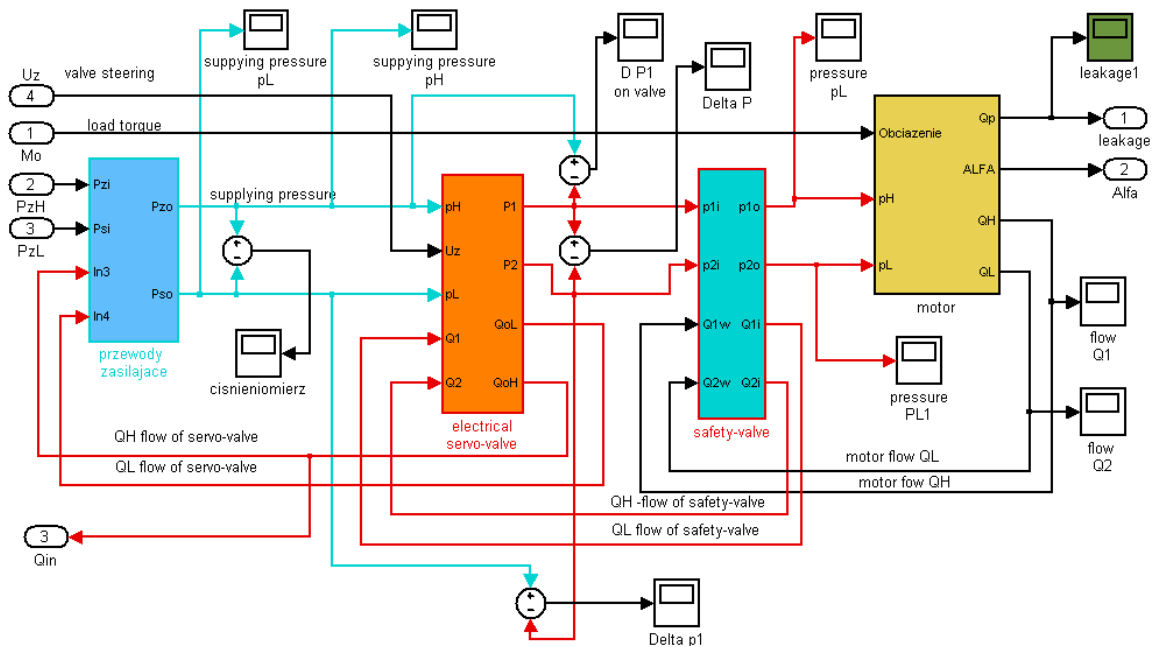 Uz
valve steering
4
1
load torque
Mo
2
PzH
3
PzL
suppying pressure
pL
supplying pressure
pH
D P1
on valve
Delta P
pressure
pL
leakage1
Pzi
Psi
In3
In4
Pzo
Pso
przewody
zasilajace
supplying pressure
+
-
cisnieniomierz
pH
Uz
pL
Q1
Q2
P1
P2
QoL
QoH
electrical
servo-valve
+
-
+
-
p1i
p2i
Q1w
Q2w
p1o
p2o
Q1i
Q2i
safety-valve
Obciazenie
pH
pL
Qp
ALFA
QH
QL
motor
1
leakage
2
Alfa
flow
Q1
flow
Q2
pressure
PL1
QH flow of servo-valve
QL flow of servo-valve
motor flow QL
motor fow QH
QH -flow of safety-valve
QL flow of safety-valve
3
Qin
+
-
Delta p1